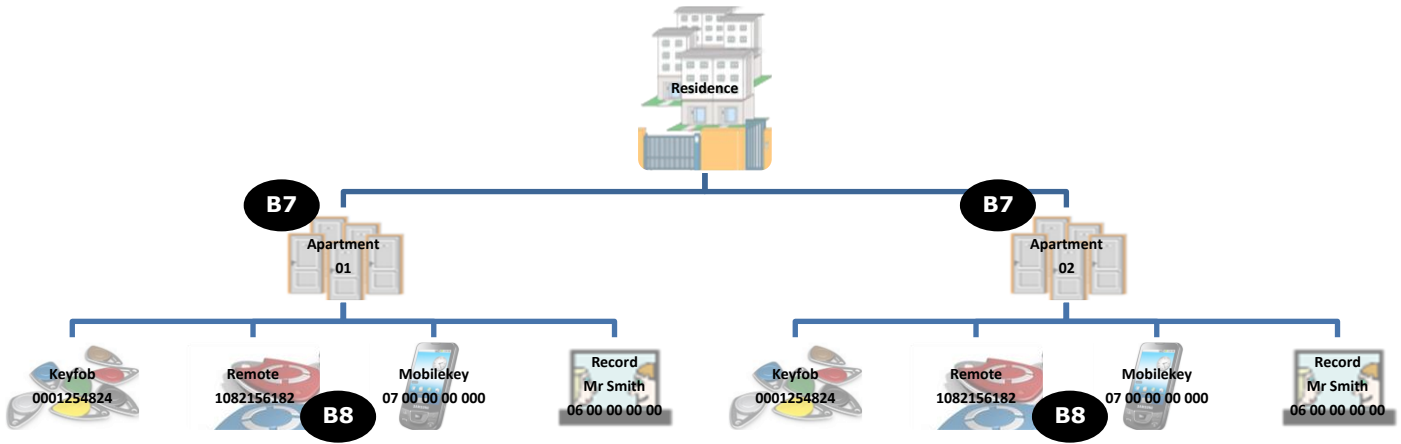 Residence
B7
B7
Apartment
01
Apartment
02
Keyfob
0001254824
Remote
1082156182
Mobilekey
07 00 00 00 000
Record
Mr Smith
06 00 00 00 00
B8
Keyfob
0001254824
Remote
1082156182
Mobilekey
07 00 00 00 000
Record
Mr Smith
06 00 00 00 00
B8